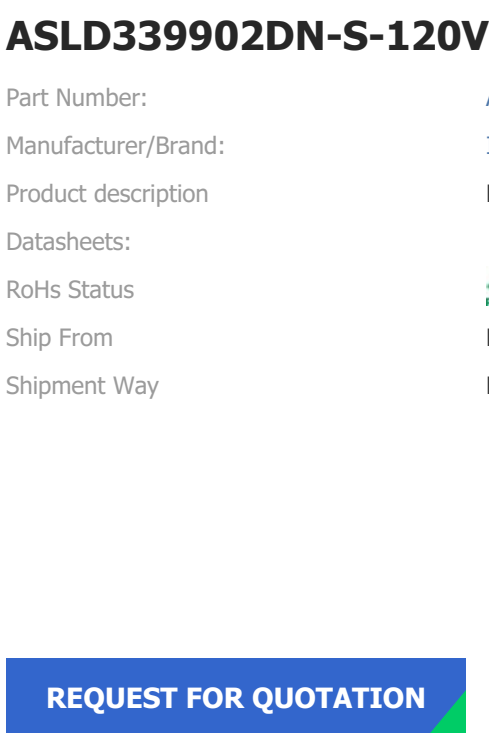 ASLD339902DN-S-120V
Part Number:
Manufacturer/Brand:
Product description
Datasheets:
RoHs Status
Ship From
Shipment Way
REQUEST FOR QUOTATION